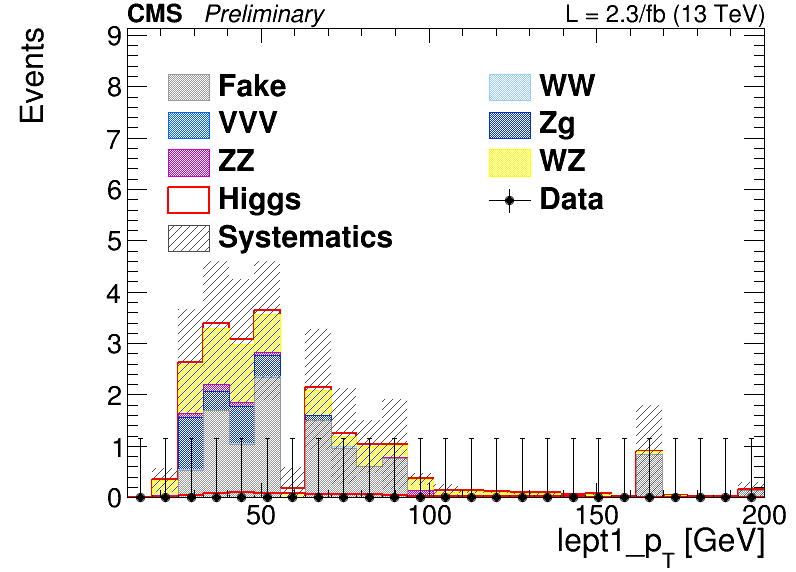 CMS Preliminary L = 2.3/fb (13 TeV)
Events
9
8
7
6
5
4
3
2
1
0
Fake WW
VVV Zg
ZZ WZ
Higgs Data
Systematics
50 100 150 200
lept1_p_T [GeV]